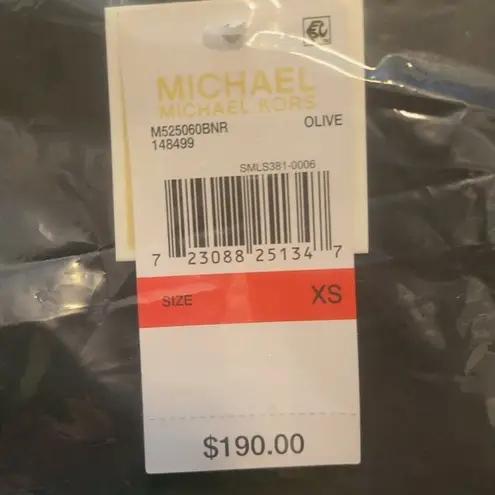 MICHAEL
MICHAEL KORS
M525060BNR OLIVE
148499
SMLS381-0006
7 23088 25134 7
SIZE XS
$190.00